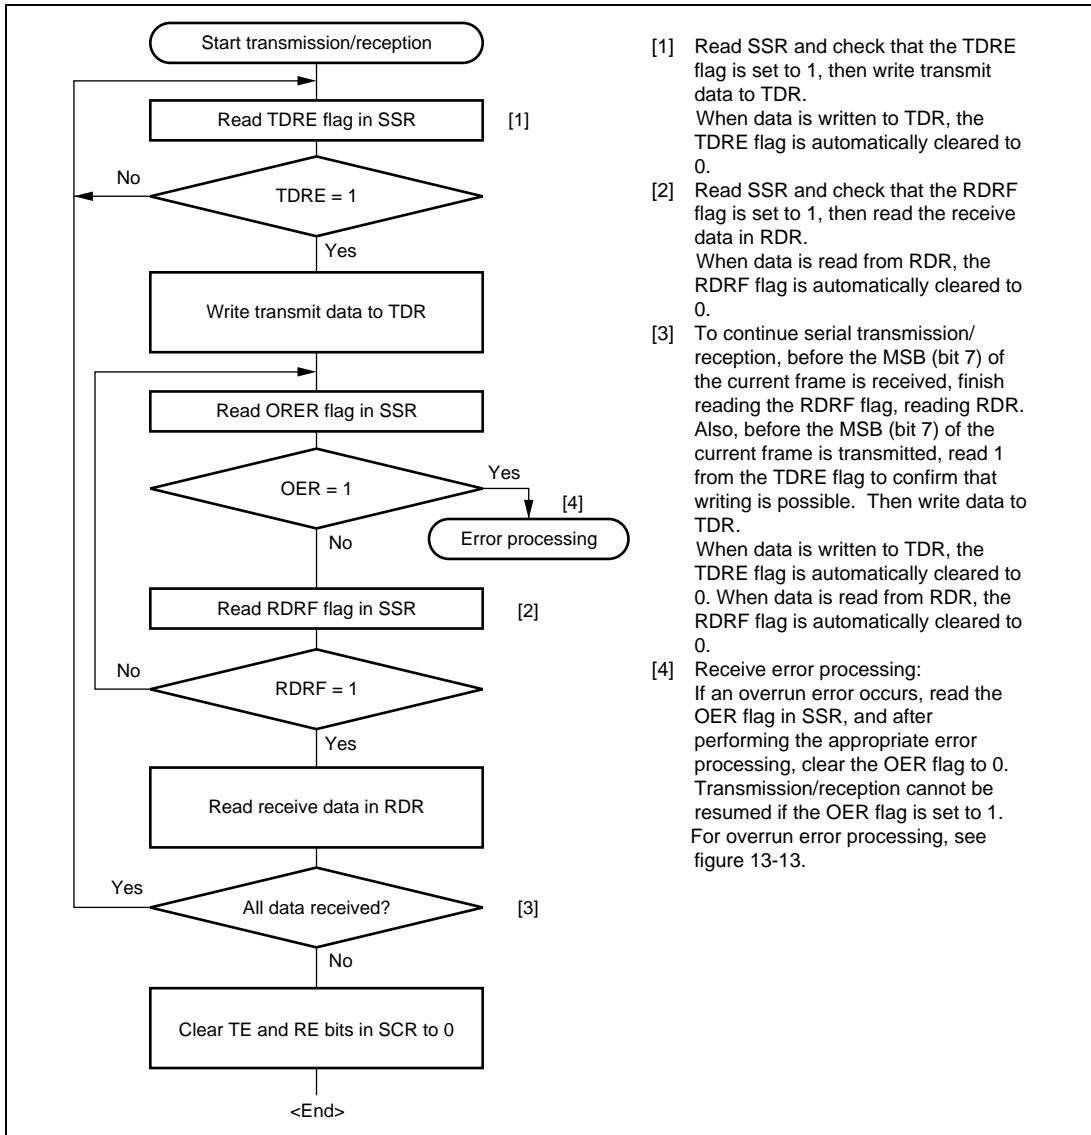 Start transmission/reception
Read TDRE flag in SSR
[1]
No
TDRE = 1
Yes
Write transmit data to TDR
Read ORER flag in SSR
Yes
OER = 1
[4]
Error processing
No
Read RDRF flag in SSR
[2]
No
RDRF = 1
Yes
Read receive data in RDR
Yes
All data received?
[3]
No
Clear TE and RE bits in SCR to 0
<End>
[1] Read SSR and check that the TDRE
flag is set to 1, then write transmit
data to TDR.
When data is written to TDR, the
TDRE flag is automatically cleared to
0.
[2] Read SSR and check that the RDRF
flag is set to 1, then read the receive
data in RDR.
When data is read from RDR, the
RDRF flag is automatically cleared to
0.
[3] To continue serial transmission/
reception, before the MSB (bit 7) of
the current frame is received, finish
reading the RDRF flag, reading RDR.
Also, before the MSB (bit 7) of the
current frame is transmitted, read 1
from the TDRE flag to confirm that
writing is possible. Then write data to
TDR.
When data is written to TDR, the
TDRE flag is automatically cleared to
0. When data is read from RDR, the
RDRF flag is automatically cleared to
0.
[4] Receive error processing:
If an overrun error occurs, read the
OER flag in SSR, and after
performing the appropriate error
processing, clear the OER flag to 0.
Transmission/reception cannot be
resumed if the OER flag is set to 1.
For overrun error processing, see
figure 13-13.